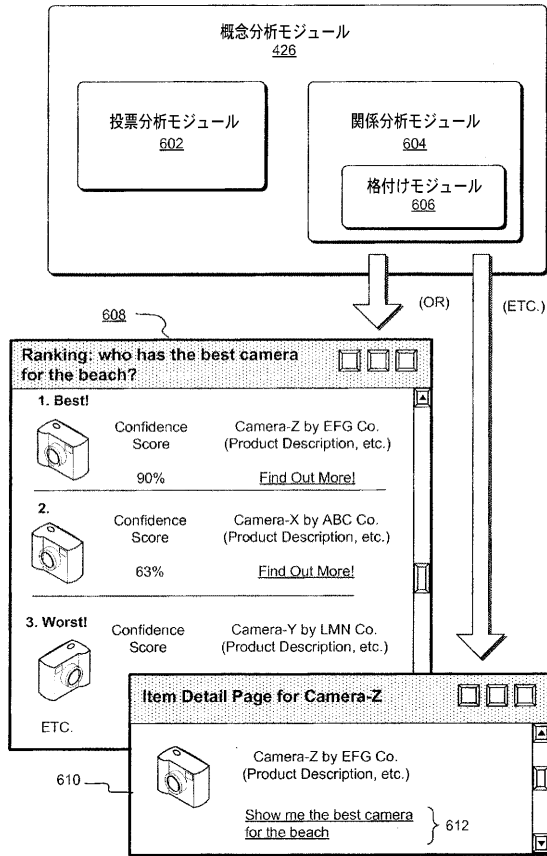 概念分析モジュール
426
投票分析モジュール
602
関係分析モジュール
604
格付けモジュール
606
(OR)
(ETC.)
608
Ranking: who has the best camera
for the beach?
1. Best!
Confidence
Score
90%
Camera-Z by EFG Co.
(Product Description, etc.)
Find Out More!
2.
Confidence
Score
63%
Camera-X by ABC Co.
(Product Description, etc.)
Find Out More!
3. Worst!
Confidence
Score
Camera-Y by LMN Co.
(Product Description, etc.)
ETC.
Item Detail Page for Camera-Z
610
Camera-Z by EFG Co.
(Product Description, etc.)
Show me the best camera
for the beach
612